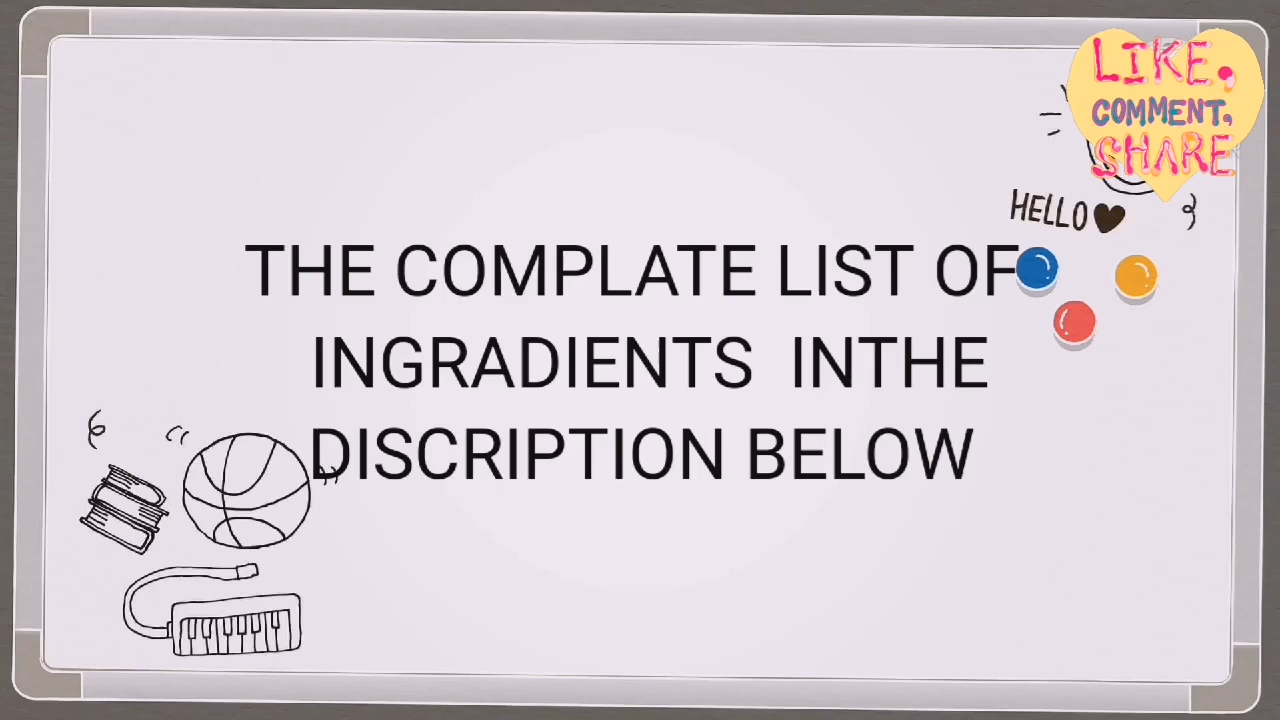 LIKE,
COMMENT,
SHARE
HELLO
THE COMPLATE LIST OF
INGRADIENTS INTHE
DISCRIPTION BELOW